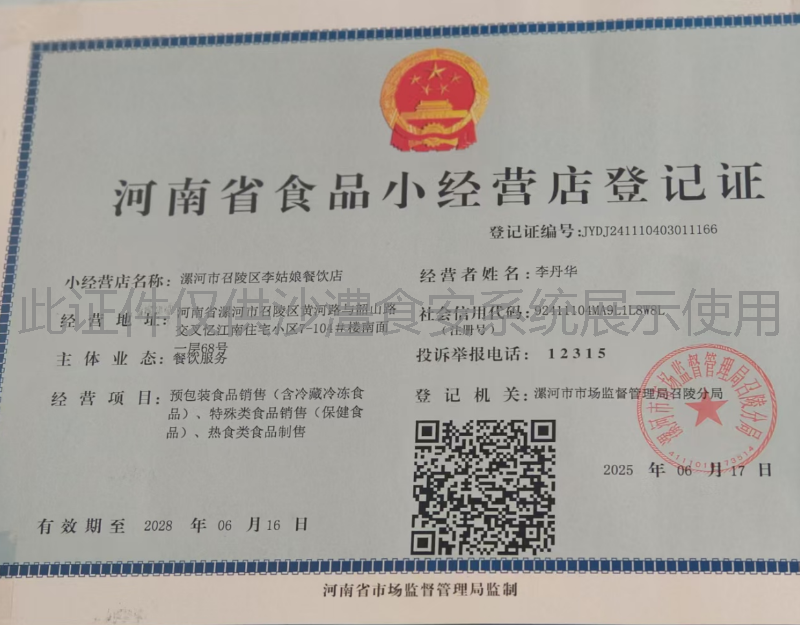 河南省食品小经营店登记证
登记证编号:JYDJ241110403011166
小经营店名称: 漯河市召陵区李姑娘餐饮店
经营者姓名: 李丹华
此证件仅供沙澧食安系统展示使用
经营地址: 河南省漯河市召陵区黄河路与韶山路
交叉忆江南住宅小区7-104#楼南面
一层68号
社会信用代码: 92411104MA9L1L8W8L
(注册号)
主体业态: 餐饮服务
投诉举报电话: 12315
经营项目: 预包装食品销售（含冷藏冷冻食
品）、特殊类食品销售（保健食
品）、热食类食品制售
登记机关: 漯河市市场监督管理局召陵分局
2025 年 06 月 17 日
有效期至 2028 年 06 月 16 日
河南省市场监督管理局监制